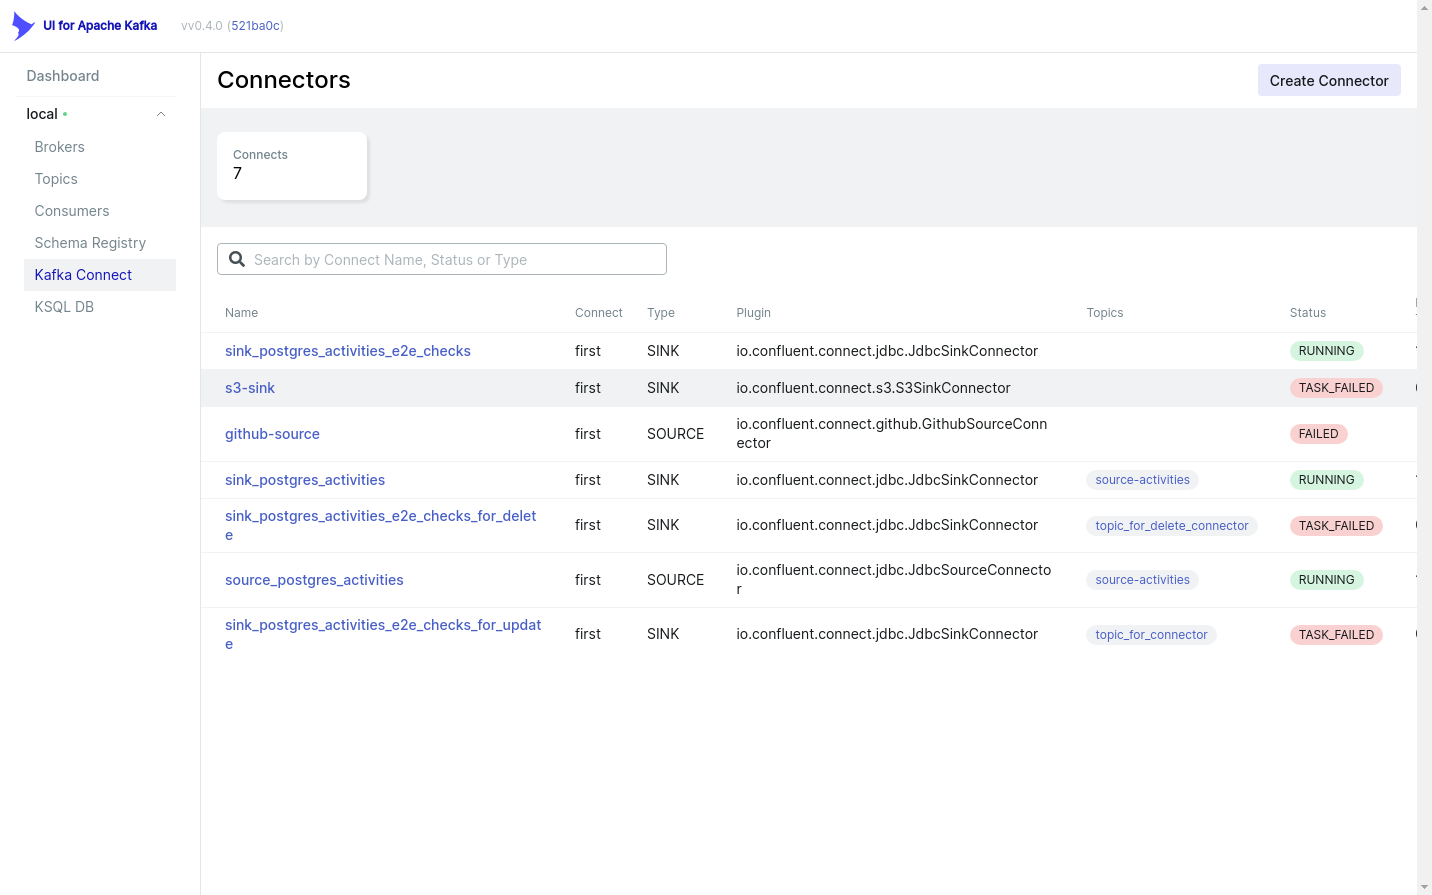 UI for Apache Kafka vv0.4.0 (521ba0c)
Dashboard
local
Brokers
Topics
Consumers
Schema Registry
Kafka Connect
KSQL DB
Connectors
Create Connector
Connects
7
Search by Connect Name, Status or Type
Name Connect Type Plugin Topics Status
sink_postgres_activities_e2e_checks first SINK io.confluent.connect.jdbc.JdbcSinkConnector RUNNING
s3-sink first SINK io.confluent.connect.s3.S3SinkConnector TASK_FAILED
github-source first SOURCE io.confluent.connect.github.GithubSourceConn
ector FAILED
sink_postgres_activities first SINK io.confluent.connect.jdbc.JdbcSinkConnector source-activities RUNNING
sink_postgres_activities_e2e_checks_for_delet
e first SINK io.confluent.connect.jdbc.JdbcSinkConnector topic_for_delete_connector TASK_FAILED
source_postgres_activities first SOURCE io.confluent.connect.jdbc.JdbcSourceConnecto
r source-activities RUNNING
sink_postgres_activities_e2e_checks_for_updat
e first SINK io.confluent.connect.jdbc.JdbcSinkConnector topic_for_connector TASK_FAILED